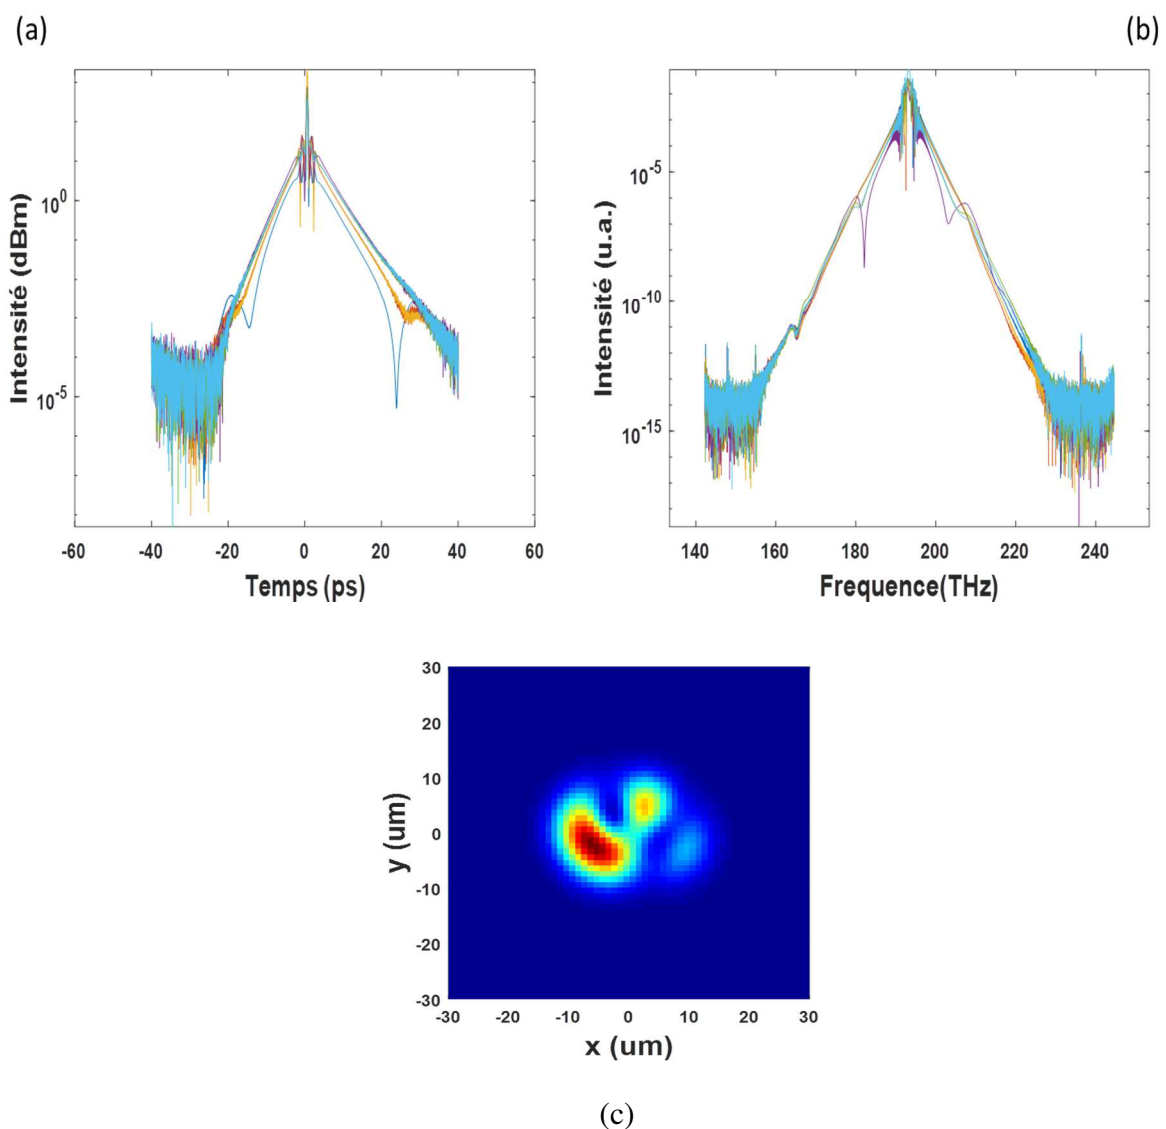 (a)
(b)
Intensité (dBm)
10^0
10^-5
-60 -40 -20 0 20 40 60
Temps (ps)
Intensité (u.a.)
10^-5
10^-10
10^-15
140 160 180 200 220 240
Frequence(THz)
30
20
10
0
-10
-20
-30
y (um)
-30 -20 -10 0 10 20 30
x (um)
(c)